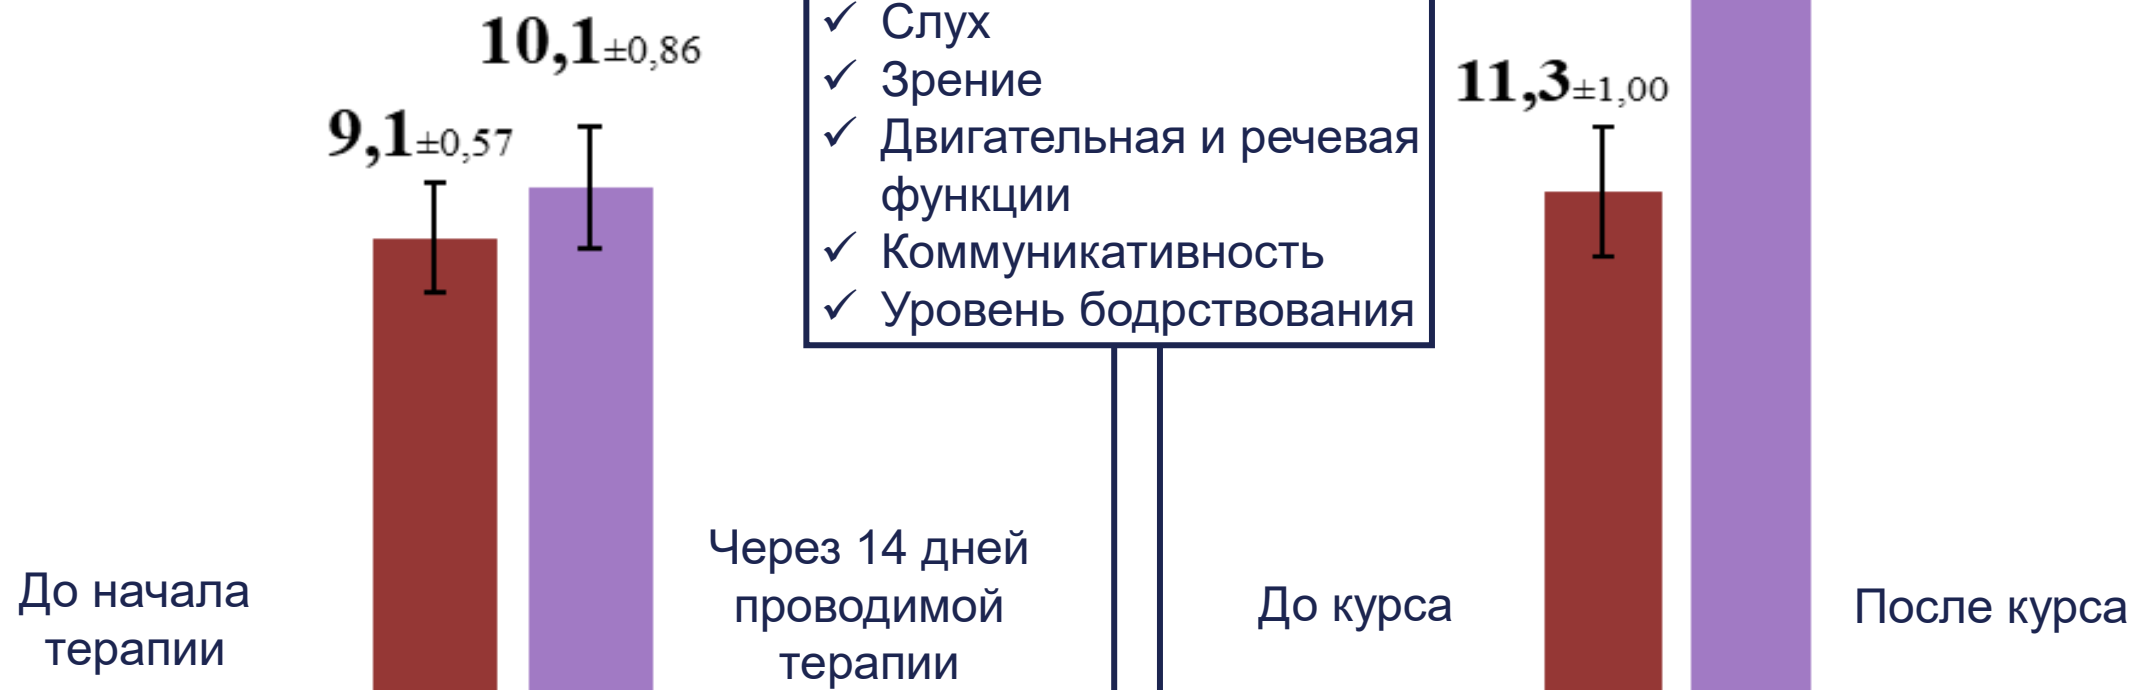 10,1±0,86
9,1±0,57
До начала
терапии
Через 14 дней
проводимой
терапии
✓ Слух
✓ Зрение
✓ Двигательная и речевая
функции
✓ Коммуникативность
✓ Уровень бодрствования
11,3±1,00
До курса
После курса